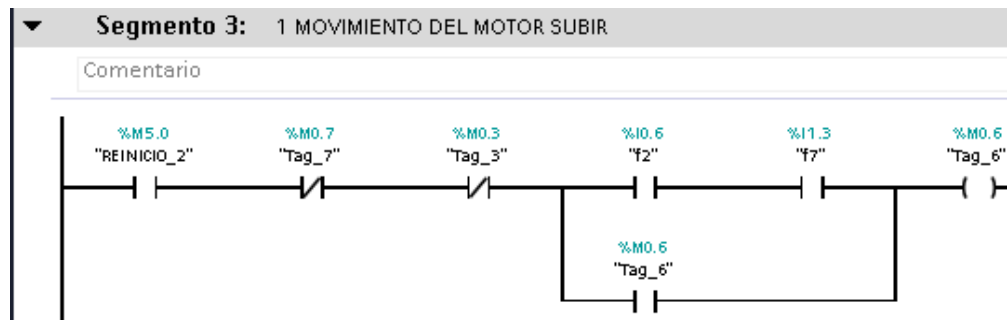 Segmento 3: 1 MOVIMIENTO DEL MOTOR SUBIR
Comentario
%M5.0 %M0.7 %M0.3 %I0.6 %I1.3 %M0.6
"REINICIO_2" "Tag_7" "Tag_3" "f2" "f7" "Tag_6"
%M0.6
"Tag_6"